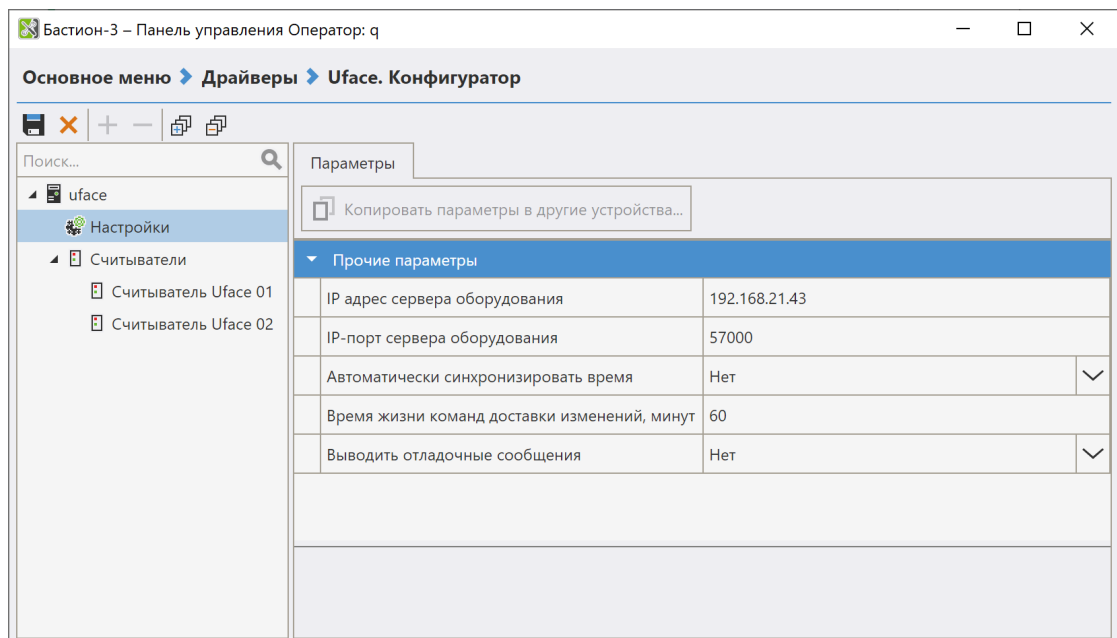 Бастион-3 – Панель управления Оператор: q
Основное меню Драйверы Uface. Конфигуратор
Поиск...
uface
Настройки
Считыватели
Считыватель Uface 01
Считыватель Uface 02
Параметры
Копировать параметры в другие устройства...
Прочие параметры
IP адрес сервера оборудования 192.168.21.43
IP-порт сервера оборудования 57000
Автоматически синхронизировать время Нет
Время жизни команд доставки изменений, минут 60
Выводить отладочные сообщения Нет